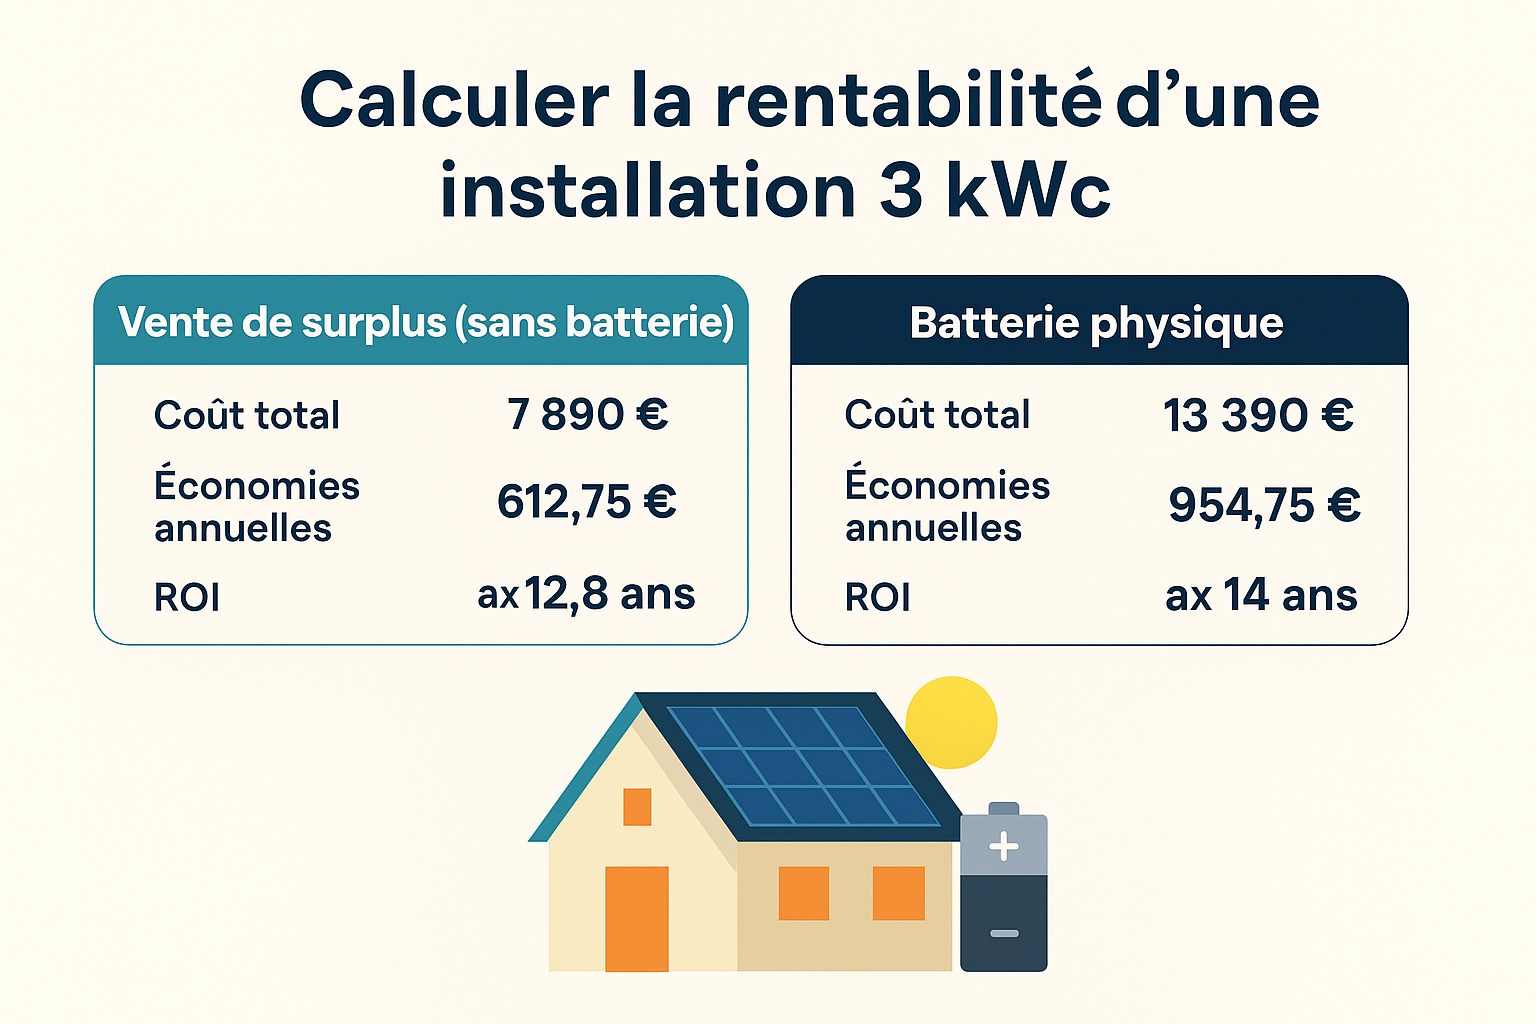 Calculer la rentabilité d’une
installation 3 kWc
Vente de surplus (sans batterie)
Coût total 7 890 €
Économies
annuelles 612,75 €
ROI ax 12,8 ans
Batterie physique
Coût total 13 390 €
Économies
annuelles 954,75 €
ROI ax 14 ans
+
-